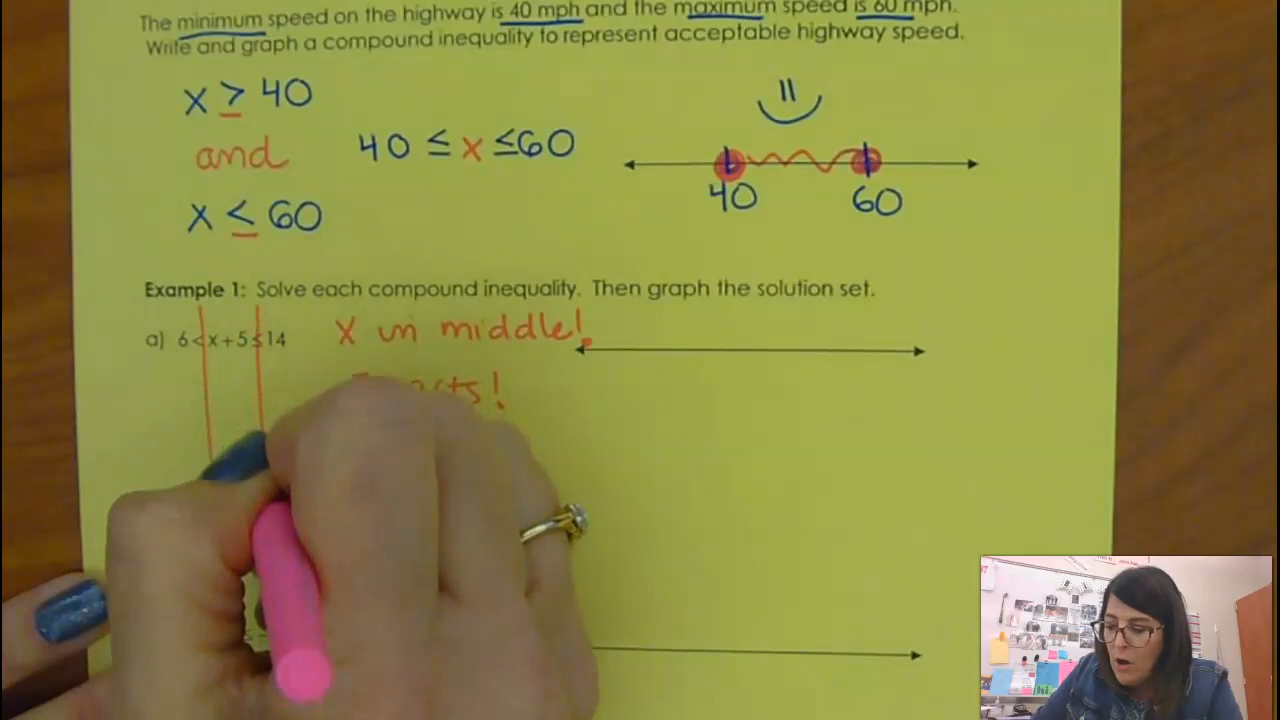 The minimum speed on the highway is 40 mph and the maximum speed is 60 mph.
Write and graph a compound inequality to represent acceptable highway speed.
x ≥ 40
and
x ≤ 60
40 ≤ x ≤ 60
40 60
Example 1: Solve each compound inequality. Then graph the solution set.
a) 6 < x + 5 ≤ 14
X in middle!